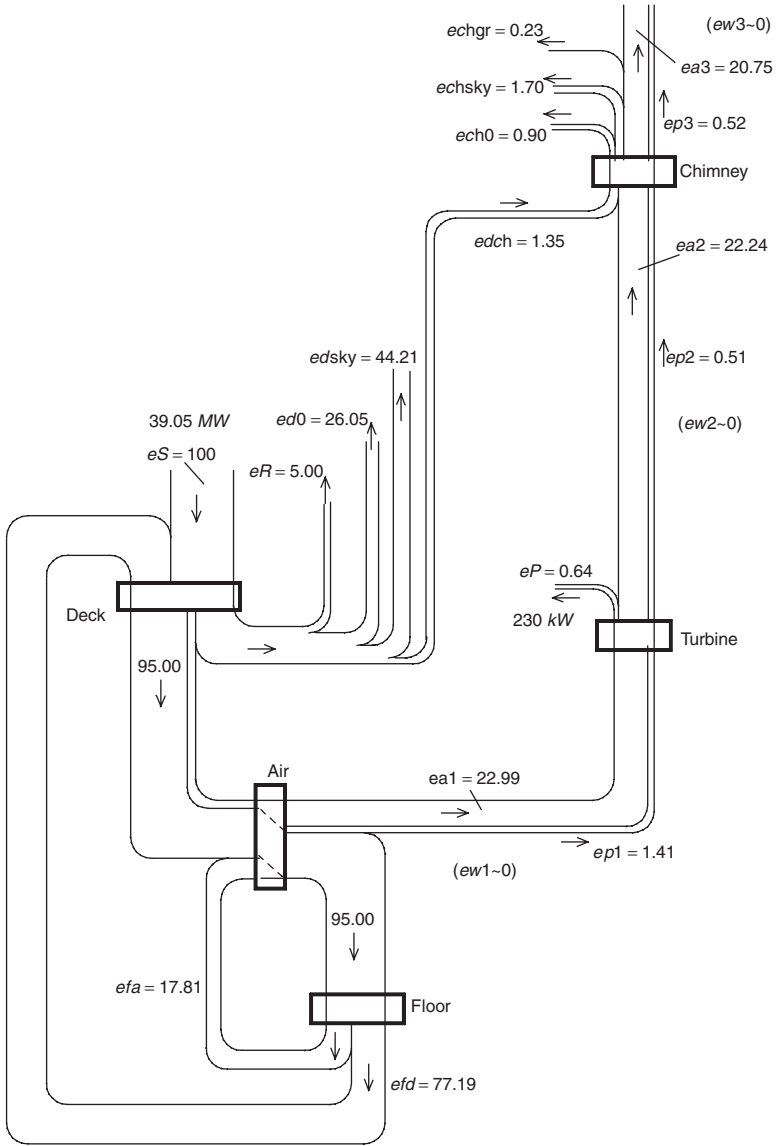 echgr = 0.23
(ew3~0)
ea3 = 20.75
echsky = 1.70
ep3 = 0.52
ech0 = 0.90
Chimney
edch = 1.35
ea2 = 22.24
edsky = 44.21
ep2 = 0.51
39.05 MW
ed0 = 26.05
(ew2~0)
eS = 100
eR = 5.00
eP = 0.64
Deck
230 kW
Turbine
95.00
Air
ea1 = 22.99
ep1 = 1.41
(ew1~0)
95.00
efa = 17.81
Floor
efd = 77.19